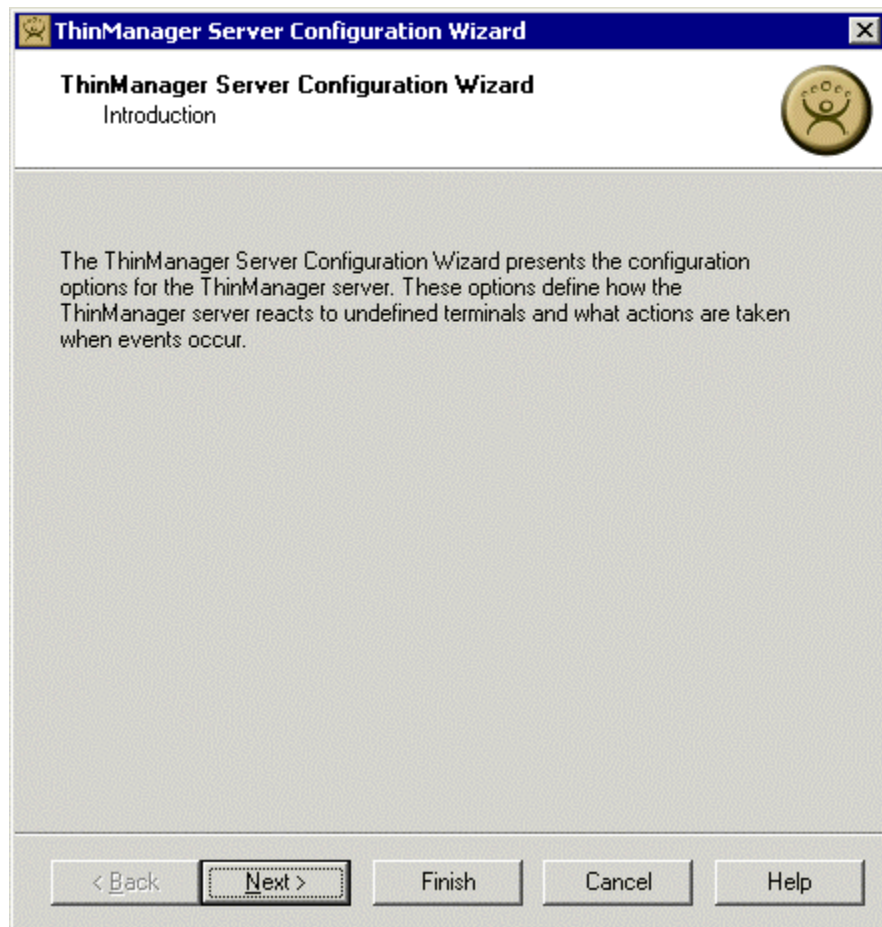 ThinManager Server Configuration Wizard
ThinManager Server Configuration Wizard
Introduction
The ThinManager Server Configuration Wizard presents the configuration
options for the ThinManager server. These options define how the
ThinManager server reacts to undefined terminals and what actions are taken
when events occur.
< Back Next > Finish Cancel Help